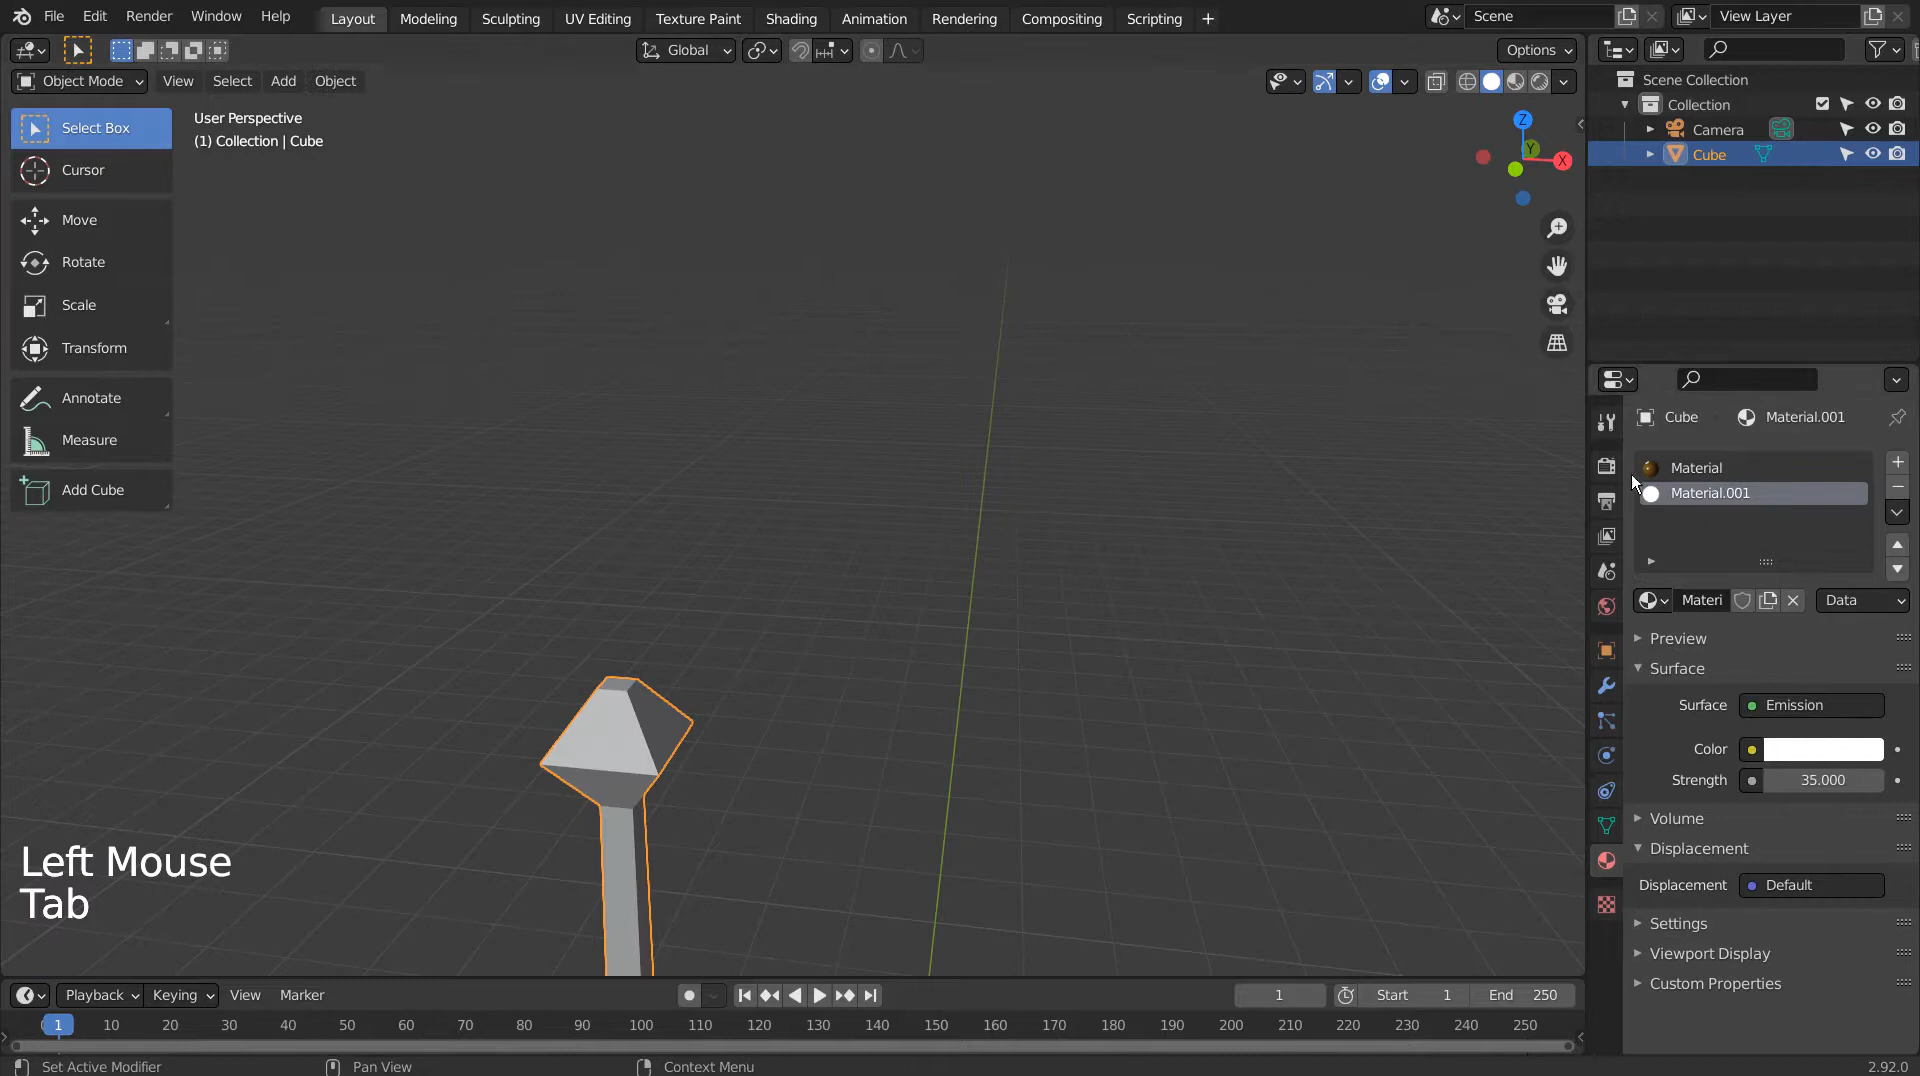 File Edit Render Window Help Layout Modeling Sculpting UV Editing Texture Paint Shading Animation Rendering Compositing Scripting + Scene View Layer
Global Options
Object Mode View Select Add Object
Select Box
Cursor
Move
Rotate
Scale
Transform
Annotate
Measure
Add Cube
User Perspective
(1) Collection | Cube
Z
Y
X
Left Mouse
Tab
Scene Collection
Collection
Camera
Cube
Cube Material.001
Material
Material.001
Materi Data
Preview
Surface
Surface Emission
Color
Strength 35.000
Volume
Displacement
Displacement Default
Settings
Viewport Display
Custom Properties
Playback Keying View Marker 1 Start 1 End 250
1 10 20 30 40 50 60 70 80 90 100 110 120 130 140 150 160 170 180 190 200 210 220 230 240 250
Set Active Modifier Pan View Context Menu 2.92.0